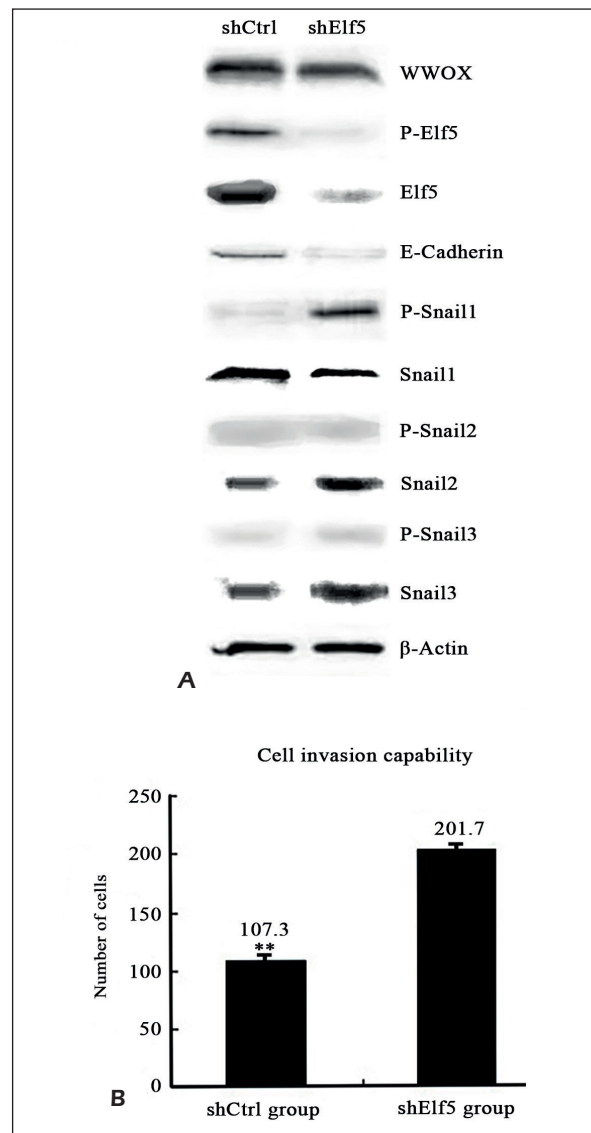 shCtrl shElf5
WWOX
P-Elf5
Elf5
E-Cadherin
P-Snail1
Snail1
P-Snail2
Snail2
P-Snail3
Snail3
β-Actin
A
Cell invasion capability
250
200
150
100
50
0
Number of cells
107.3
**
201.7
shCtrl group shElf5 group
B